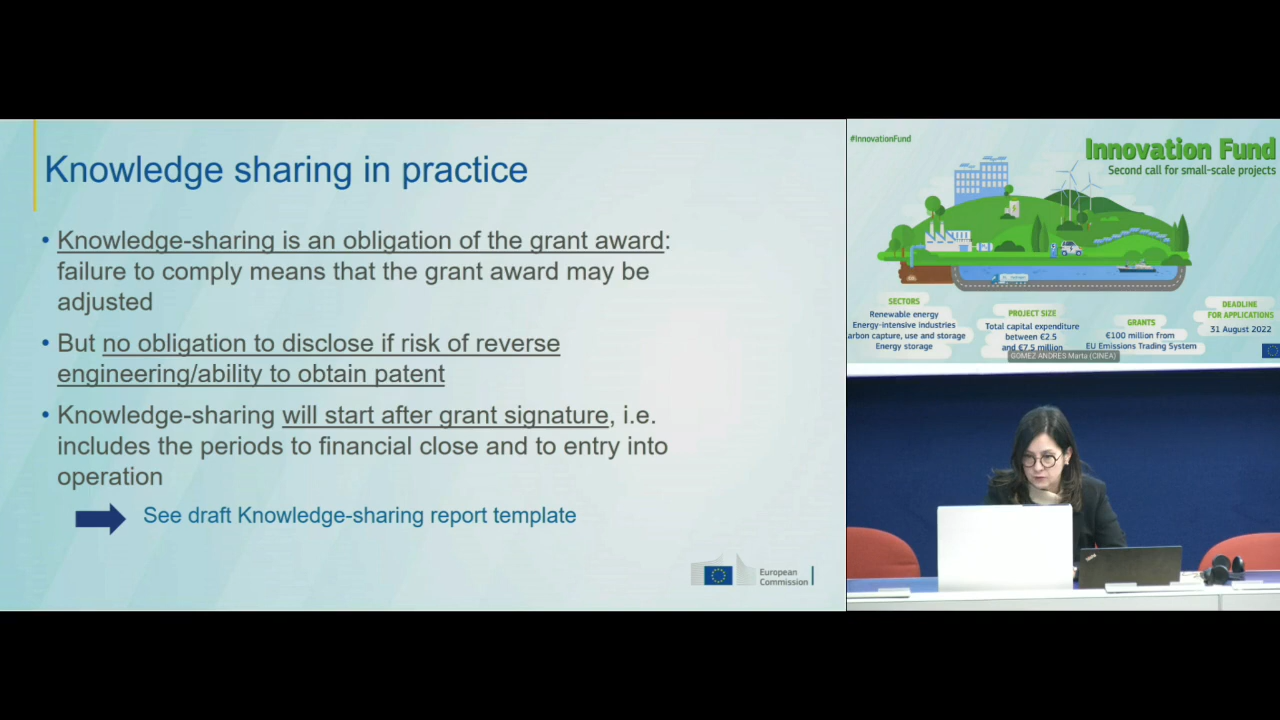 Knowledge sharing in practice
• Knowledge-sharing is an obligation of the grant award:
failure to comply means that the grant award may be
adjusted
• But no obligation to disclose if risk of reverse
engineering/ability to obtain patent
• Knowledge-sharing will start after grant signature, i.e.
includes the periods to financial close and to entry into
operation
See draft Knowledge-sharing report template
European
Commission
#InnovationFund
Innovation Fund
Second call for small-scale projects
SECTORS
Renewable energy
Energy-intensive industries
arbon capture, use and storage
Energy storage
PROJECT SIZE
Total capital expenditure
between €2.5
and €7.5 million
GRANTS
€100 million from
EU Emissions Trading System
DEADLINE
FOR APPLICATIONS
31 August 2022
GOMEZ ANDRES Marta (CINEA)